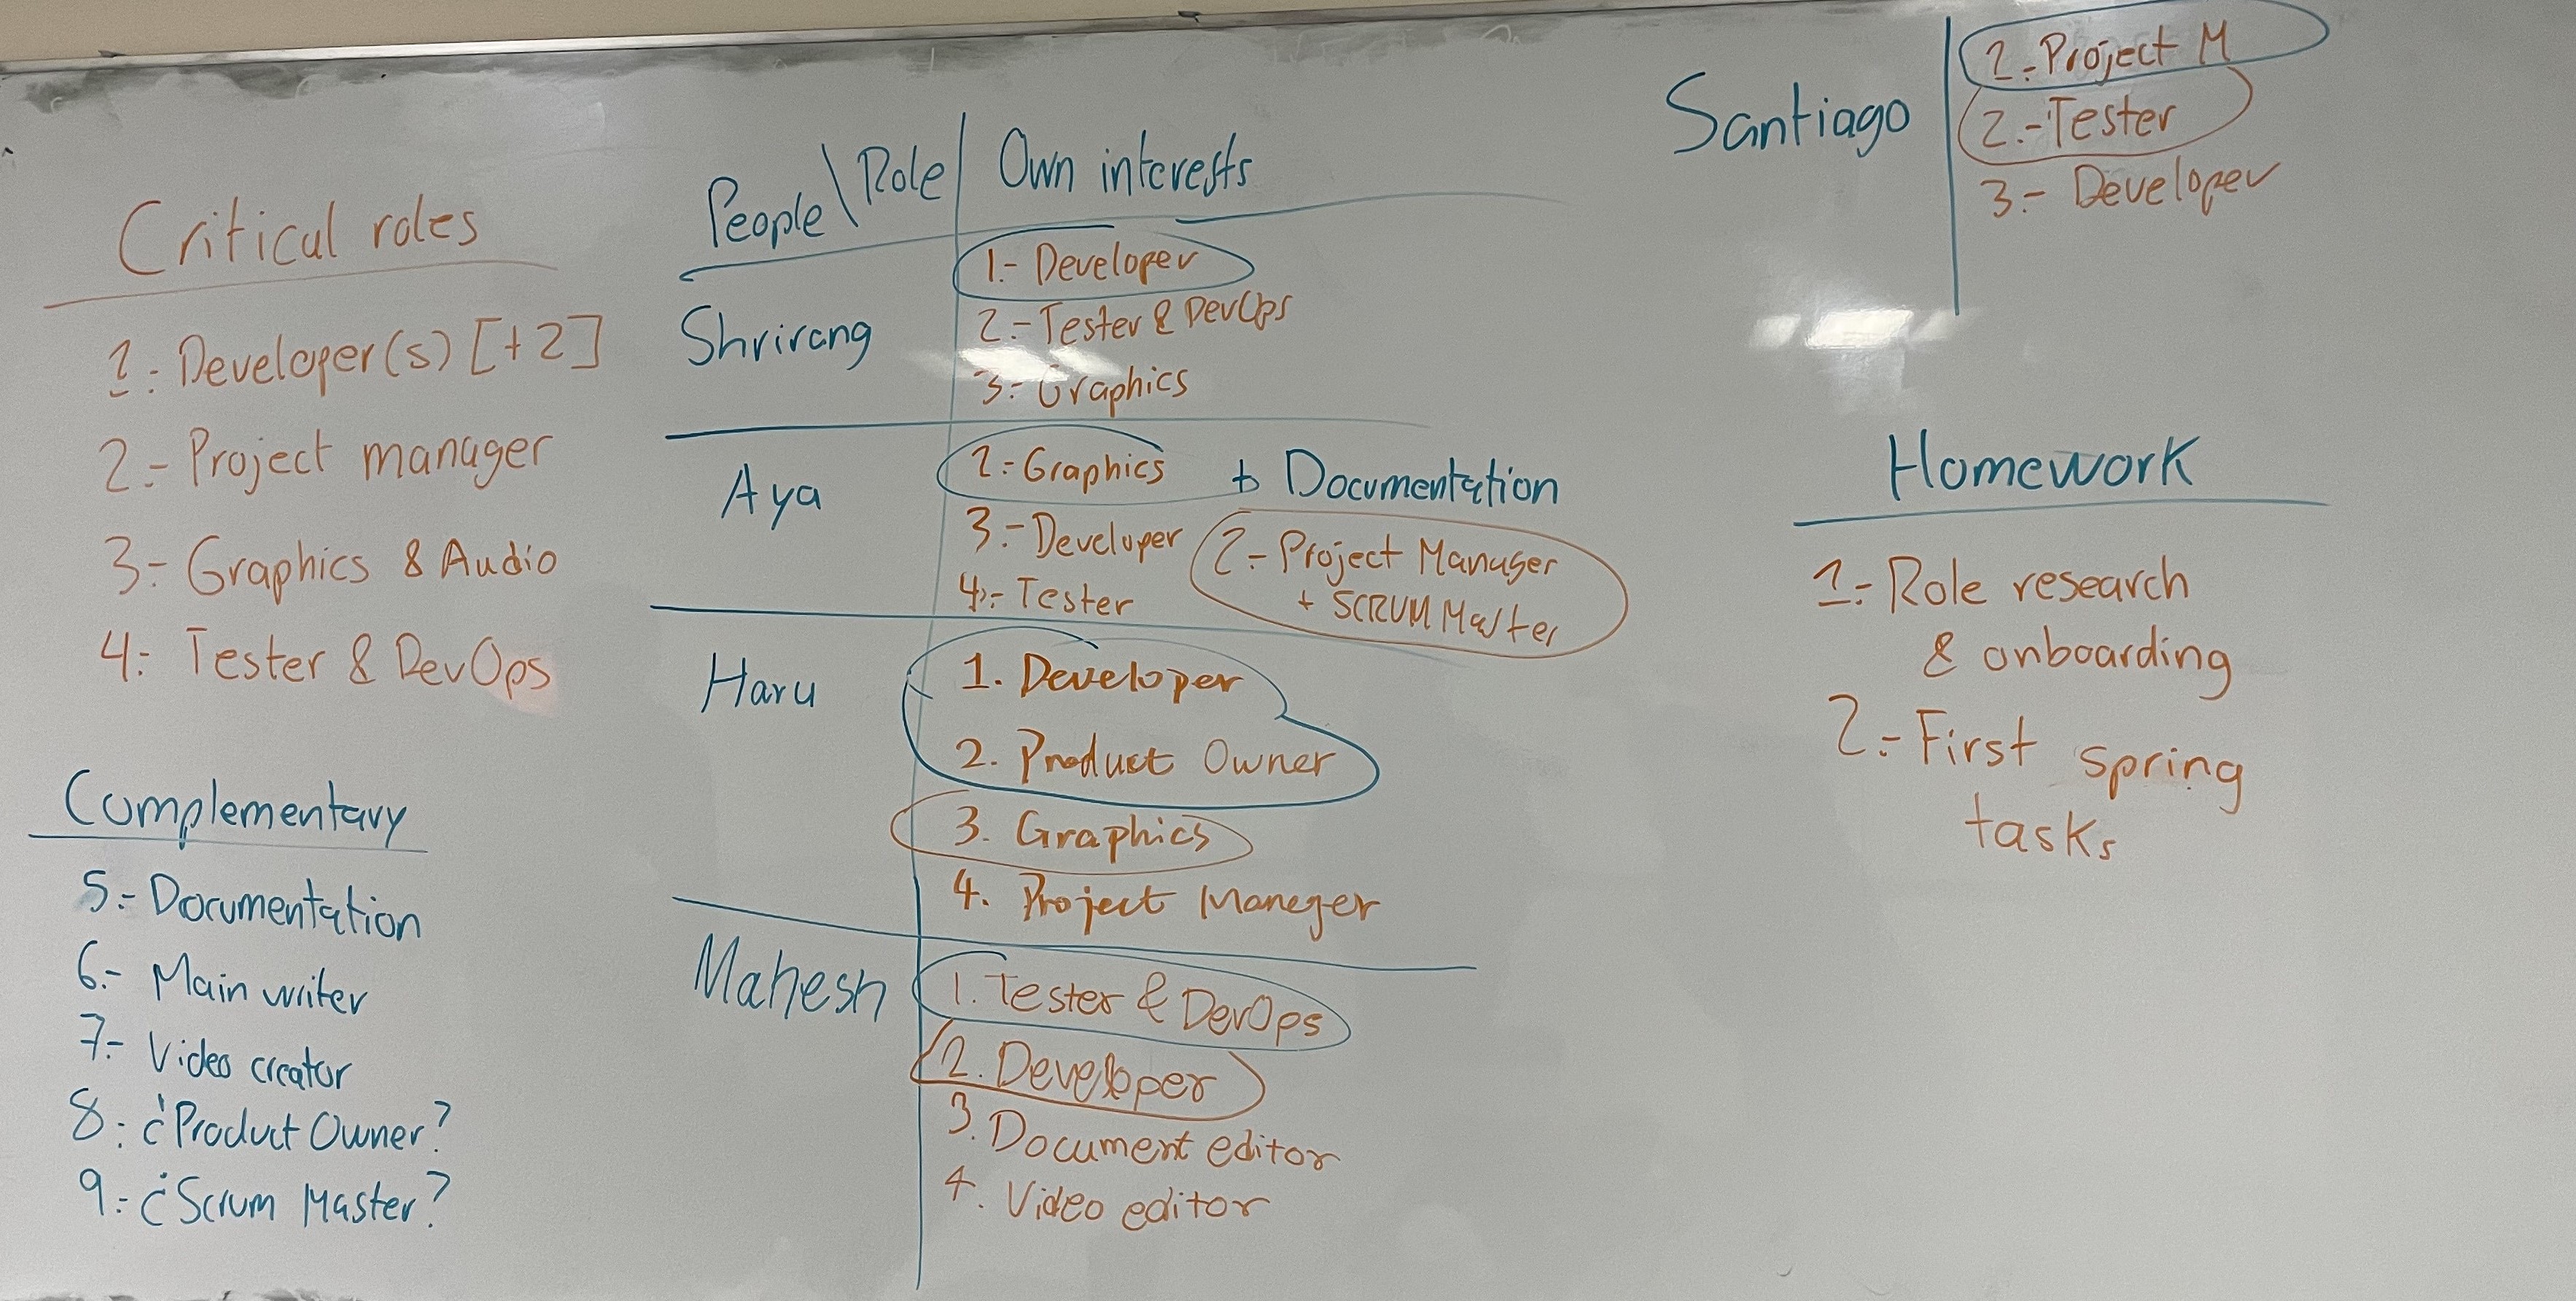 Critical roles
1.- Developer(s) [+2]
2.- Project manager
3.- Graphics & Audio
4.- Tester & DevOps
Complementary
5.- Documentation
6.- Main writer
7.- Video creator
8.- ¿Product Owner?
9.- ¿Scrum Master?
People \ Role | Own interests
Shrirang
1.- Developer
2.- Tester & DevOps
3.- Graphics
Aya
1.- Graphics + Documentation
3.- Developer
2.- Project Manager
+ SCRUM Master
4.- Tester
Haru
1. Developer
2. Product Owner
3. Graphics
4. Project Maneger
Mahesh
1. Tester & DevOps
2. Developer
3. Document editor
4. Video editor
Santiago
1.- Project M
2.- Tester
3.- Developer
Homework
1.- Role research
& onboarding
2.- First spring
tasks